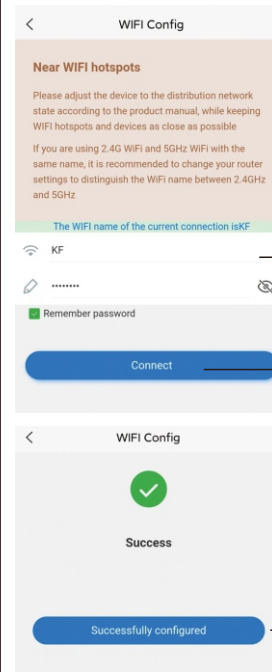 WIFI Config
Near WIFI hotspots
Please adjust the device to the distribution network
state according to the product manual, while keeping
WIFI hotspots and devices as close as possible
If you are using 2.4G WiFi and 5GHz WiFi with the
same name, it is recommended to change your router
settings to distinguish the WiFi name between 2.4GHz
and 5GHz
The WIFI name of the current connection isKF
KF
········
Remember password
Connect
WIFI Config
Success
Successfully configured